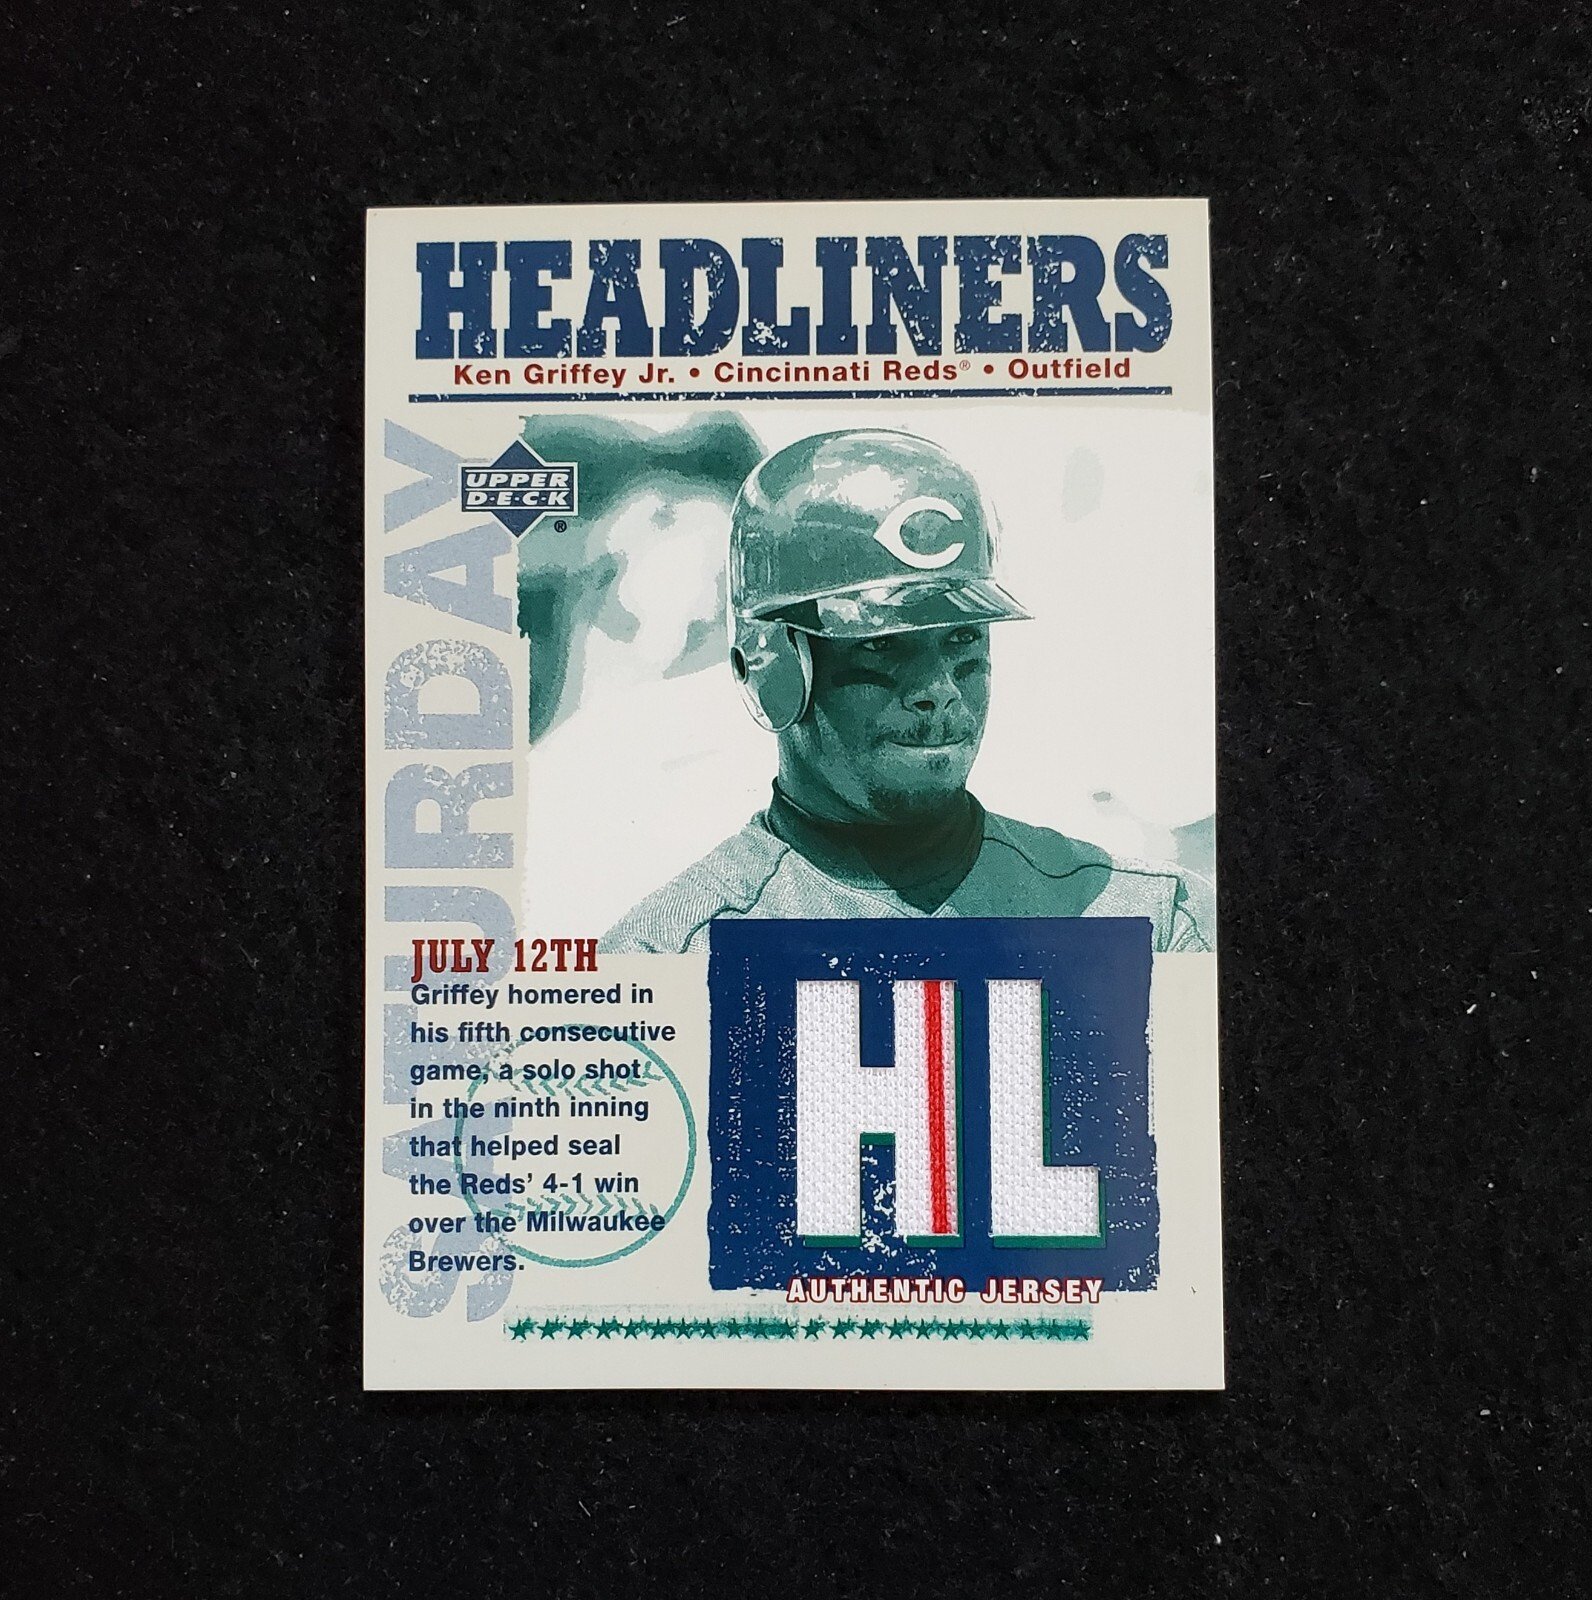 HEADLINERS
Ken Griffey Jr. • Cincinnati Reds® • Outfield
SATURDAY
UPPER
D·E·C·K
®
C
JULY 12TH
Griffey homered in
his fifth consecutive
game, a solo shot
in the ninth inning
that helped seal
the Reds' 4-1 win
over the Milwaukee
Brewers.
HL
AUTHENTIC JERSEY